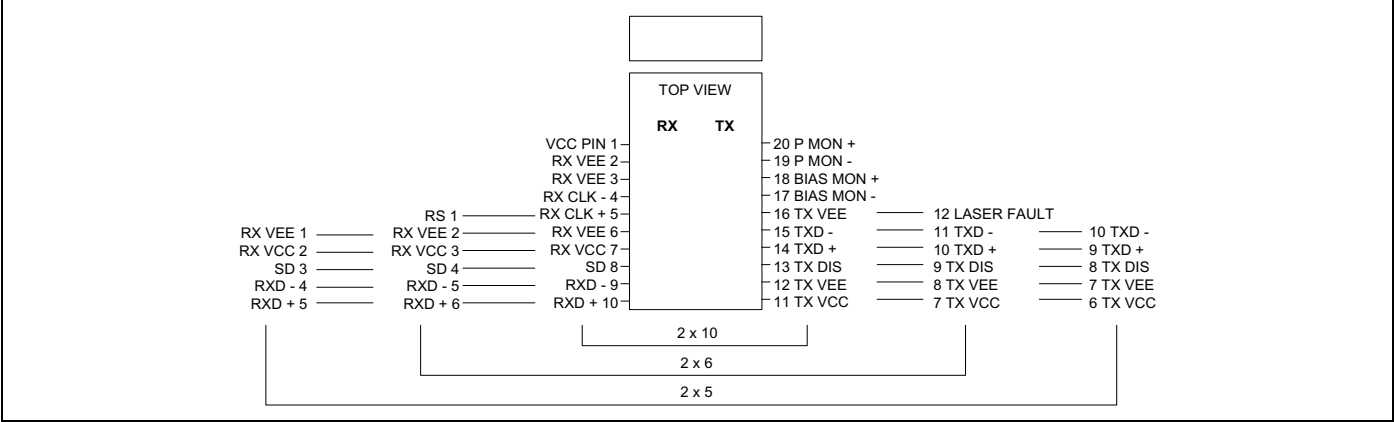 TOP VIEW
RX TX
VCC PIN 1 20 P MON +
RX VEE 2 19 P MON -
RX VEE 3 18 BIAS MON +
RX CLK - 4 17 BIAS MON -
RS 1 RX CLK + 5 16 TX VEE 12 LASER FAULT
RX VEE 1 RX VEE 2 RX VEE 6 15 TXD - 11 TXD - 10 TXD -
RX VCC 2 RX VCC 3 RX VCC 7 14 TXD + 10 TXD + 9 TXD +
SD 3 SD 4 SD 8 13 TX DIS 9 TX DIS 8 TX DIS
RXD - 4 RXD - 5 RXD - 9 12 TX VEE 8 TX VEE 7 TX VEE
RXD + 5 RXD + 6 RXD + 10 11 TX VCC 7 TX VCC 6 TX VCC
2 x 10
2 x 6
2 x 5